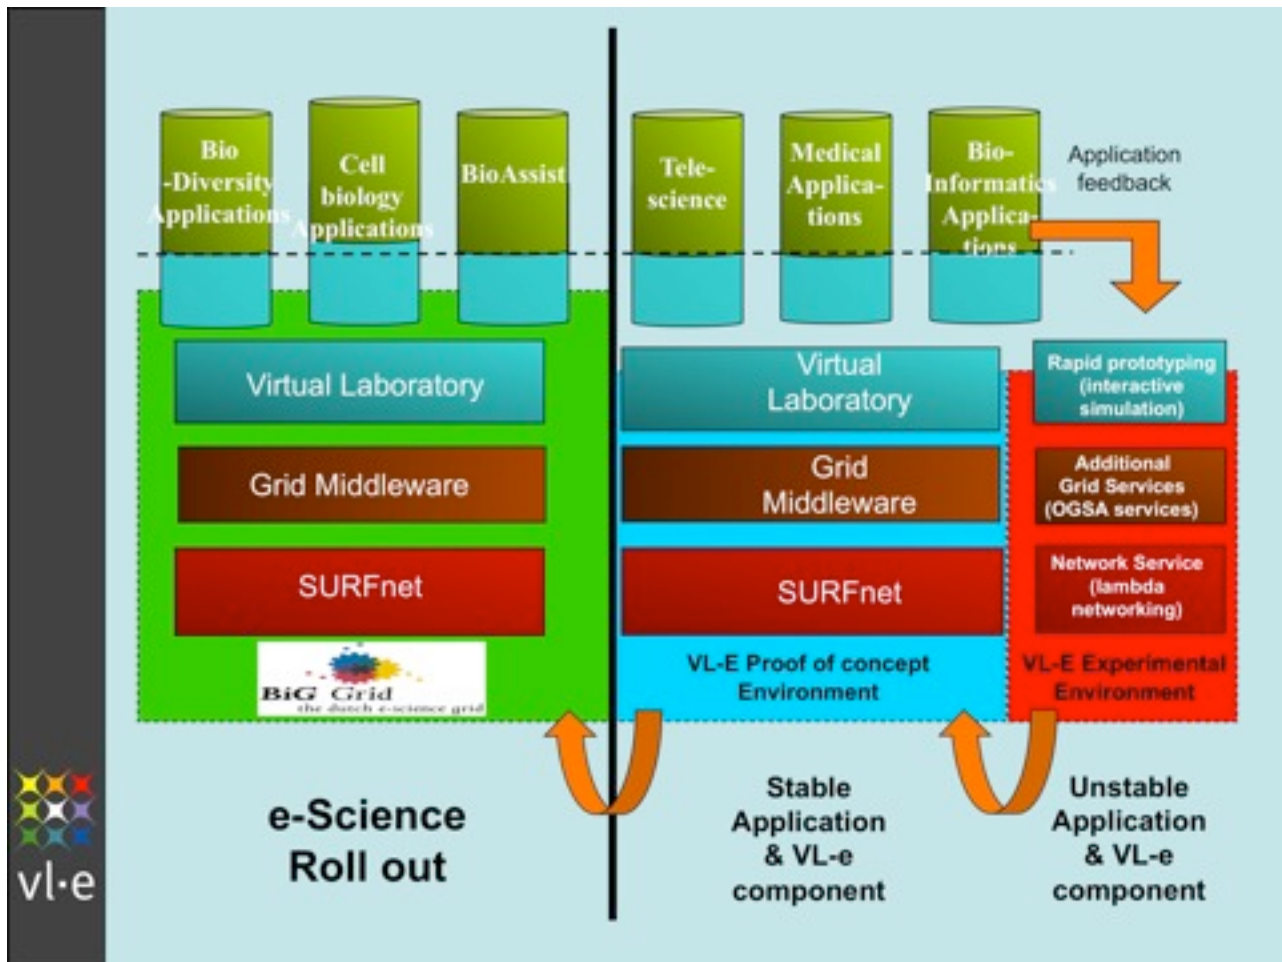 Bio
-Diversity
Applications
Cell
biology
Applications
BioAssist
Tele-
science
Medical
Applica-
tions
Bio-
Informatics
Applica-
tions
Application
feedback
Virtual Laboratory
Grid Middleware
SURFnet
BiG Grid
the dutch e-science grid
Virtual
Laboratory
Grid
Middleware
SURFnet
VL-E Proof of concept
Environment
Rapid prototyping
(interactive
simulation)
Additional
Grid Services
(OGSA services)
Network Service
(lambda
networking)
VL-E Experimental
Environment
e-Science
Roll out
Stable
Application
& VL-e
component
Unstable
Application
& VL-e
component
vl·e